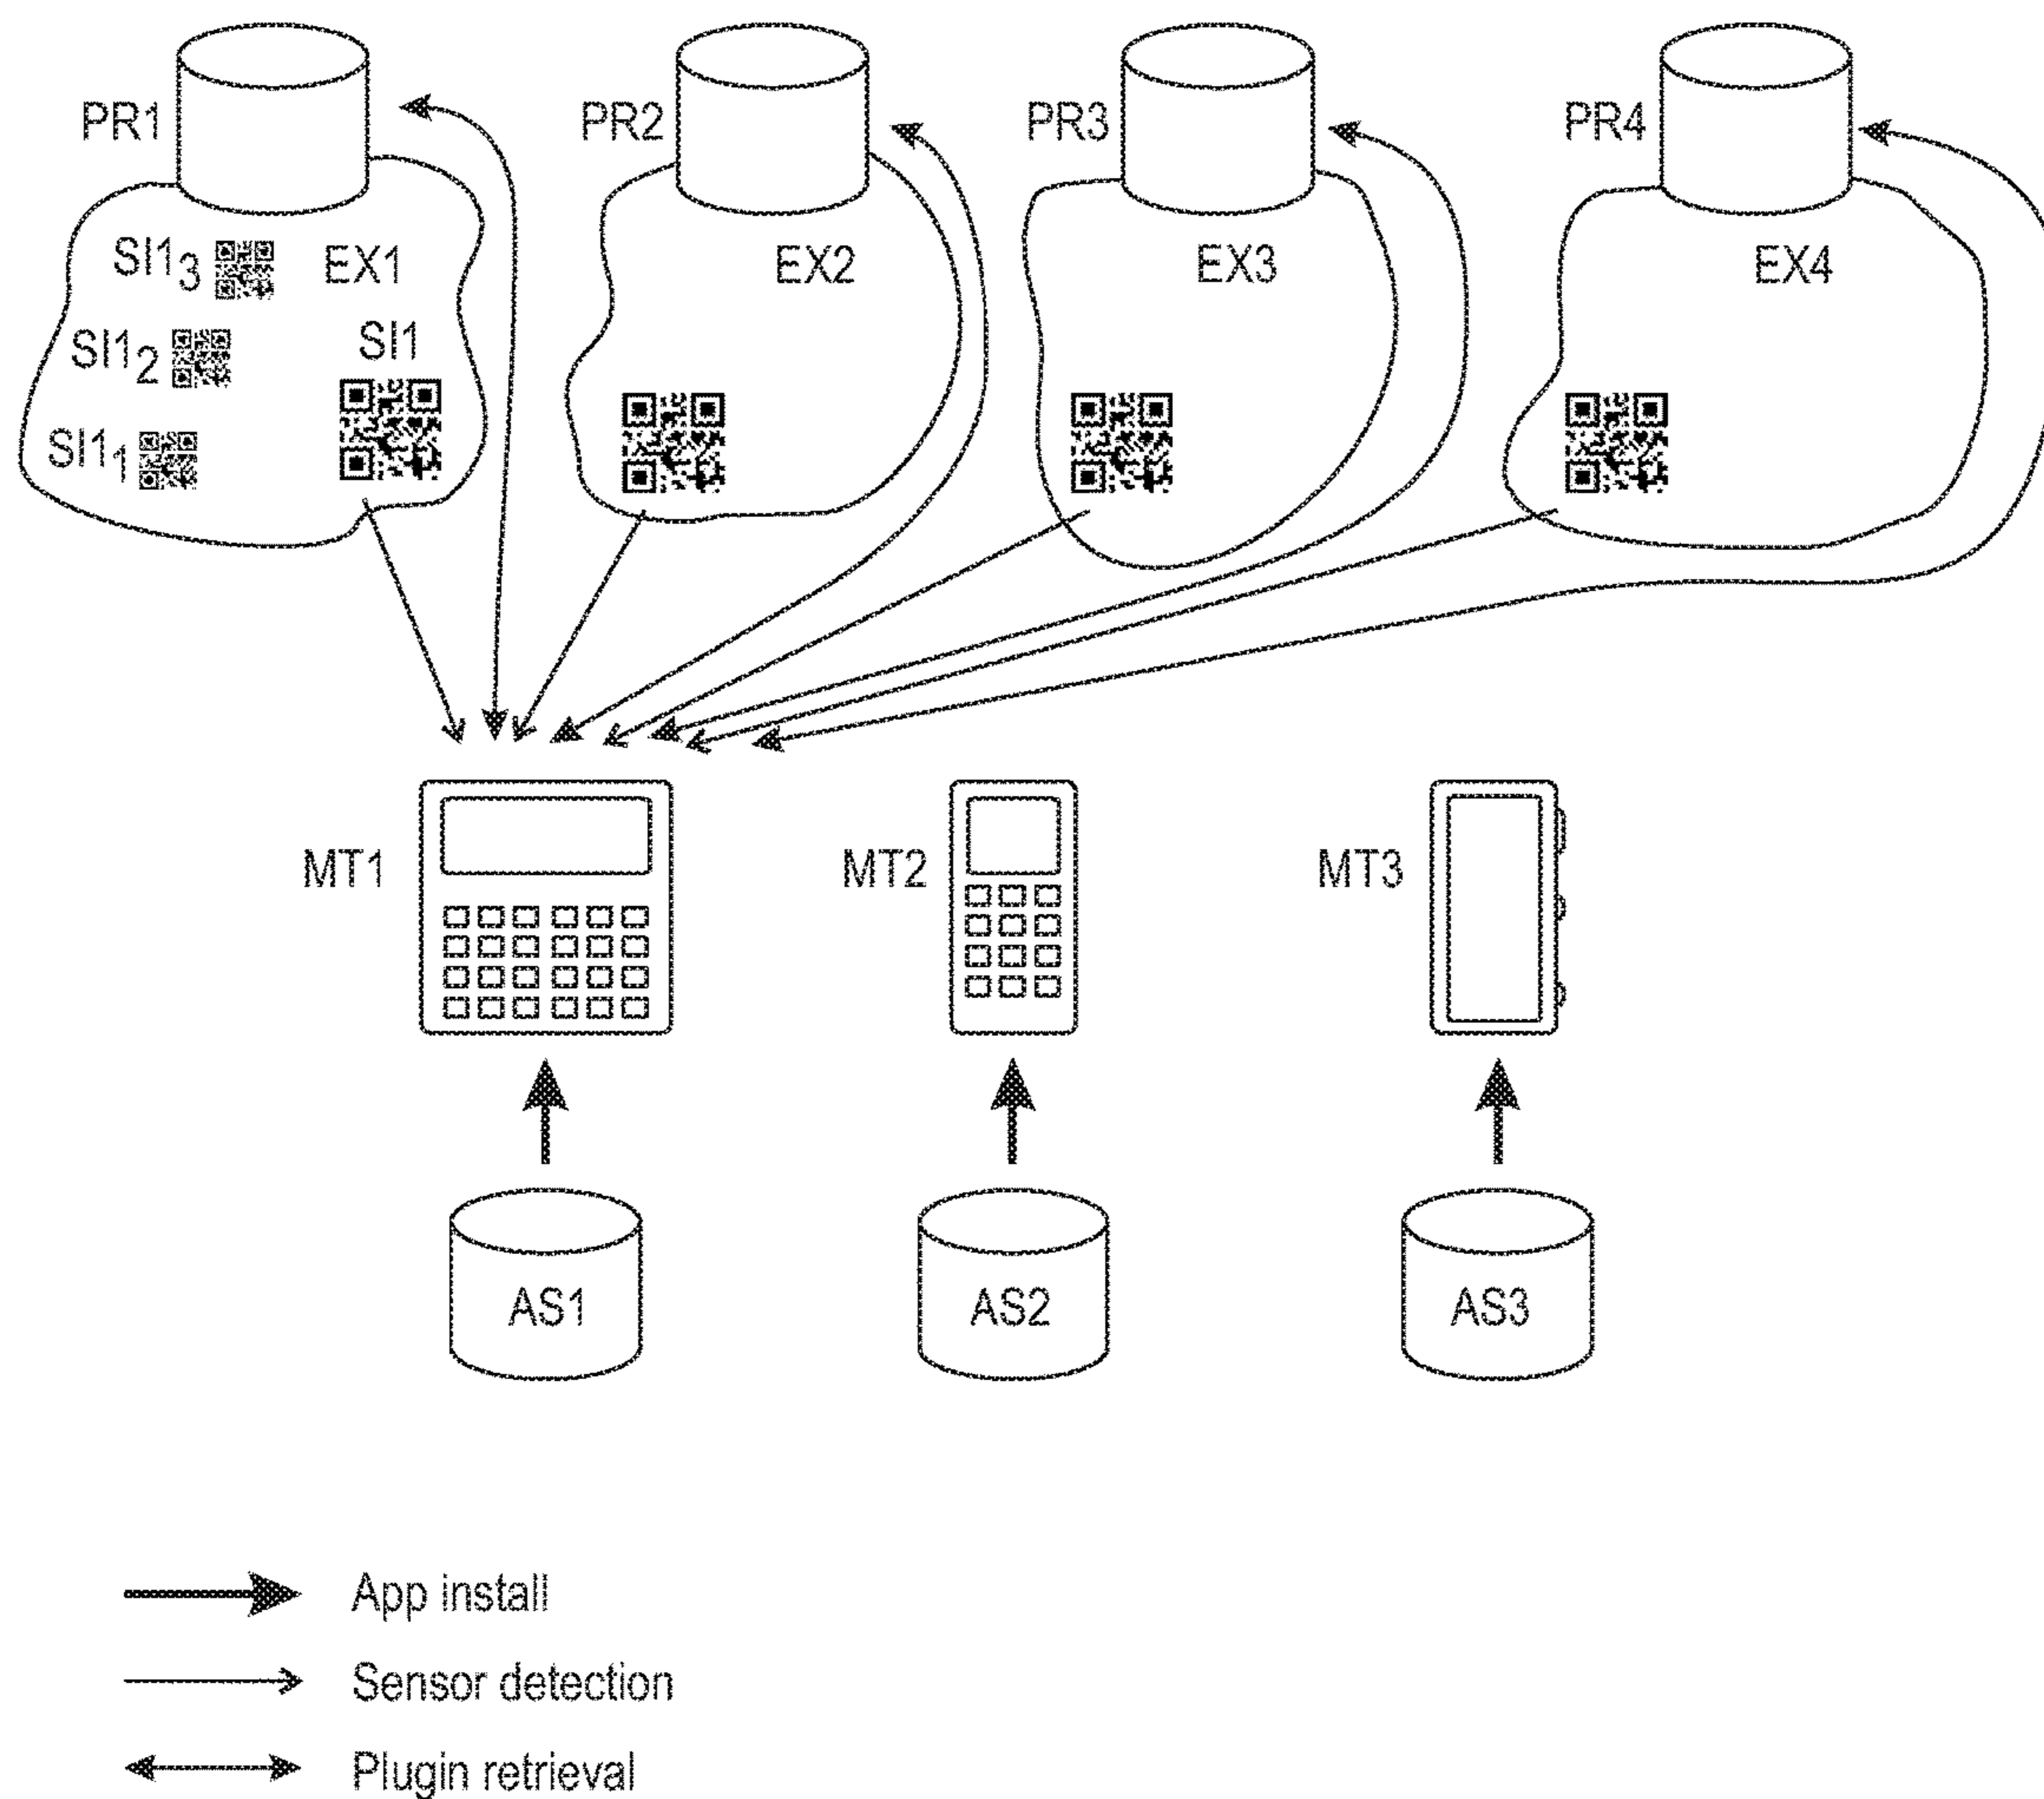 PR1
PR2
PR3
PR4
SI1₃
EX1
EX2
EX3
EX4
SI1₂
SI1
SI1₁
MT1
MT2
MT3
AS1
AS2
AS3
App install
Sensor detection
Plugin retrieval